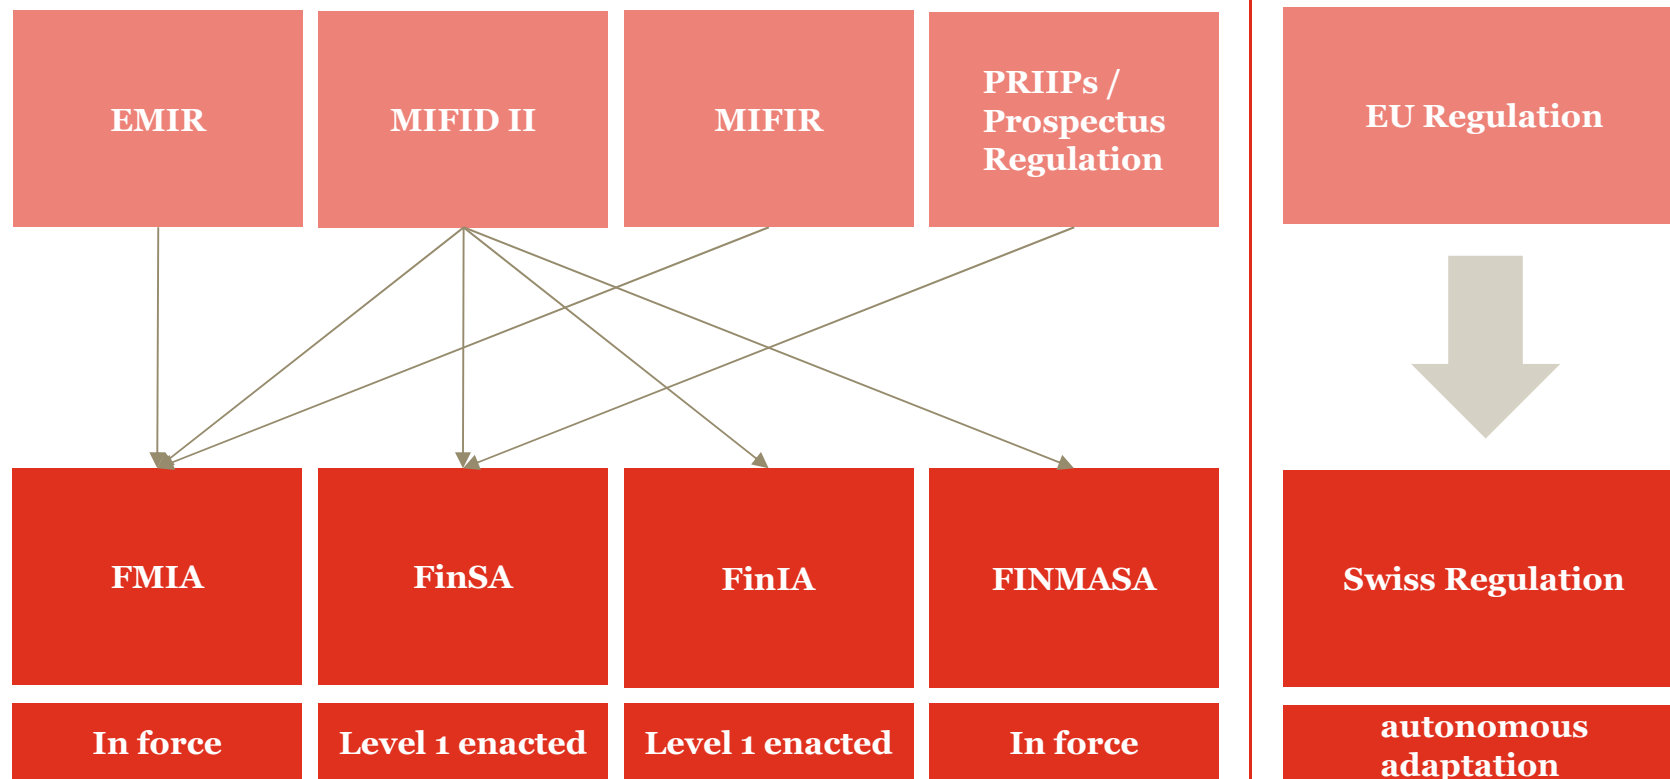 EMIR
MIFID II
MIFIR
PRIIPs /
Prospectus
Regulation
EU Regulation
FMIA
FinSA
FinIA
FINMASA
Swiss Regulation
In force
Level 1 enacted
Level 1 enacted
In force
autonomous
adaptation